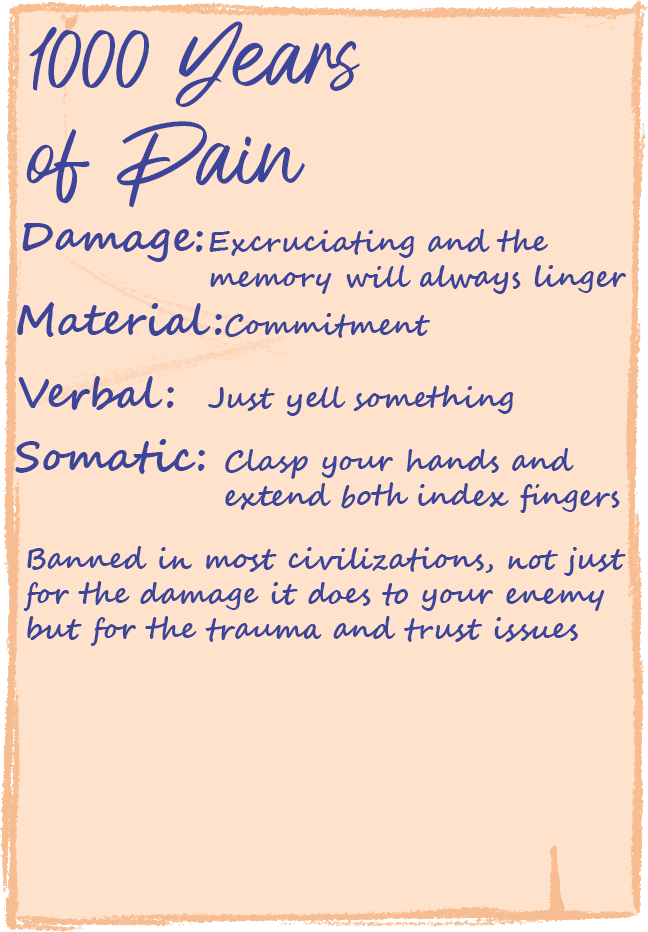 1000 Years
of Pain
Damage: Excruciating and the
memory will always linger
Material: Commitment
Verbal: Just yell something
Somatic: Clasp your hands and
extend both index fingers
Banned in most civilizations, not just
for the damage it does to your enemy
but for the trauma and trust issues